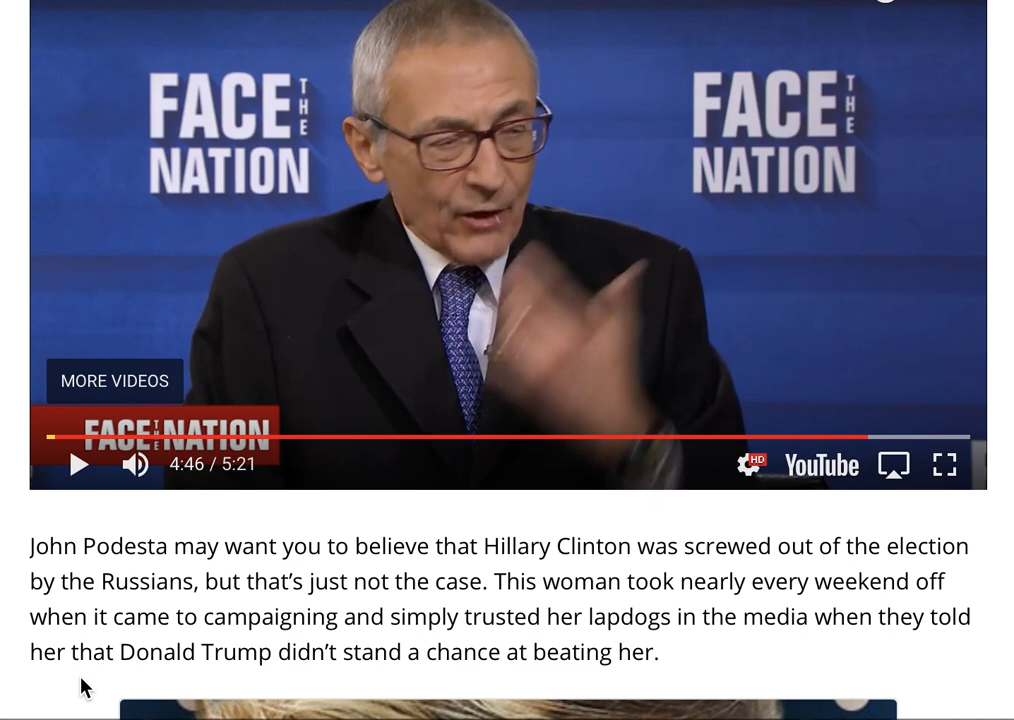 FACE THE NATION
FACE THE NATION
MORE VIDEOS
FACE THE NATION
4:46 / 5:21
HD
YouTube
John Podesta may want you to believe that Hillary Clinton was screwed out of the election
by the Russians, but that’s just not the case. This woman took nearly every weekend off
when it came to campaigning and simply trusted her lapdogs in the media when they told
her that Donald Trump didn’t stand a chance at beating her.